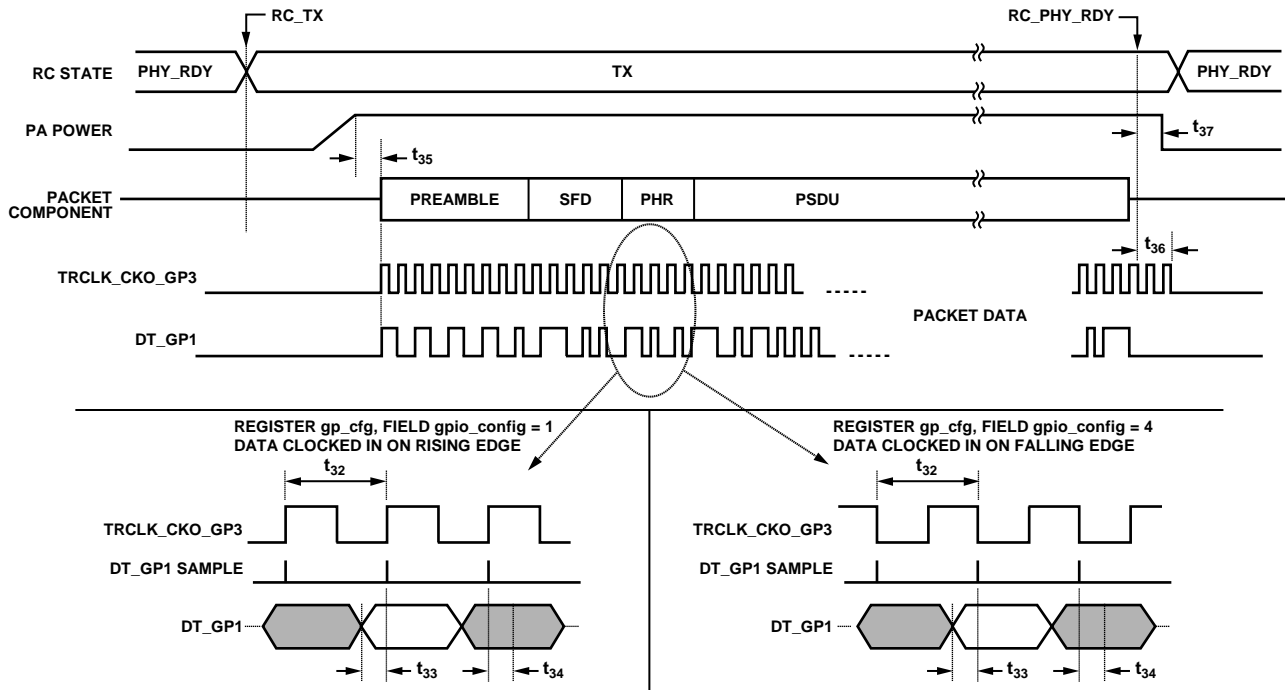 RC_TX
RC_PHY_RDY
RC STATE
PHY_RDY
TX
PHY_RDY
PA POWER
t37
t35
PACKET
COMPONENT
PREAMBLE
SFD
PHR
PSDU
t36
TRCLK_CKO_GP3
PACKET DATA
DT_GP1
REGISTER gp_cfg, FIELD gpio_config = 1
DATA CLOCKED IN ON RISING EDGE
t32
TRCLK_CKO_GP3
DT_GP1 SAMPLE
DT_GP1
t33
t34
REGISTER gp_cfg, FIELD gpio_config = 4
DATA CLOCKED IN ON FALLING EDGE
t32
TRCLK_CKO_GP3
DT_GP1 SAMPLE
DT_GP1
t33
t34